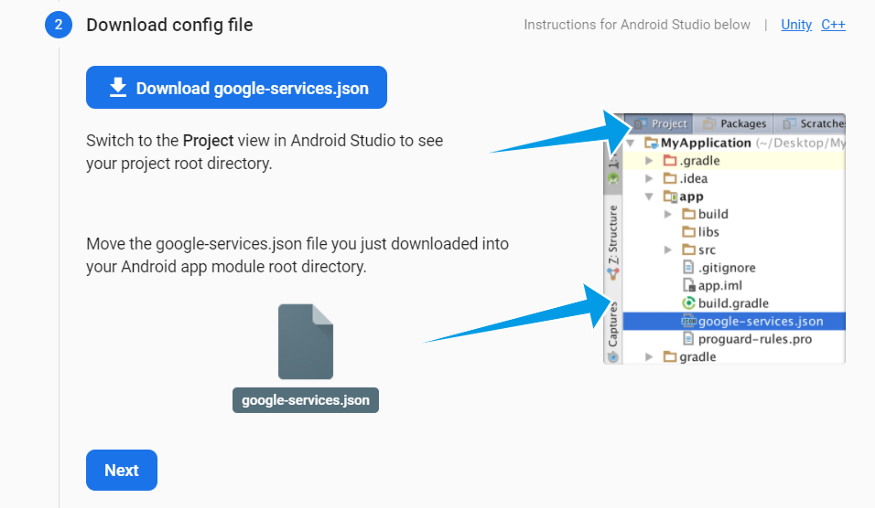 2
Download config file
Instructions for Android Studio below | Unity C++
Download google-services.json
Switch to the Project view in Android Studio to see
your project root directory.
Move the google-services.json file you just downloaded into
your Android app module root directory.
google-services.json
Next
Project Packages Scratches
MyApplication (~/Desktop/My
.gradle
.idea
app
build
libs
src
.gitignore
app.iml
build.gradle
google-services.json
proguard-rules.pro
gradle
Z: Structure
Captures